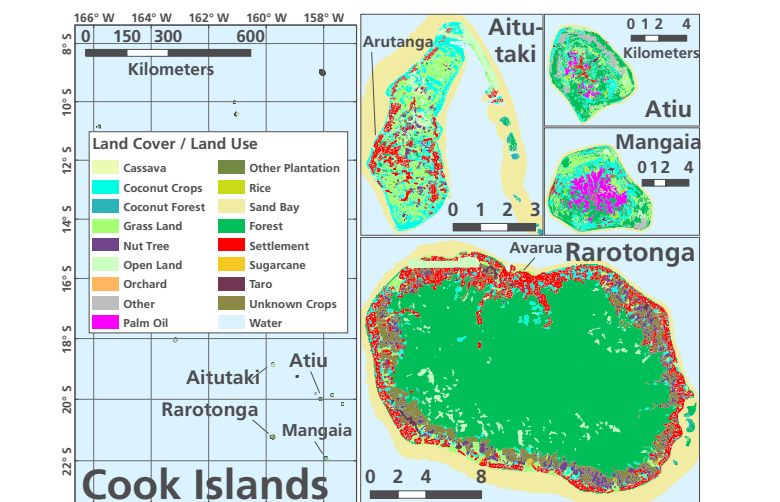 166° W 164° W 162° W 160° W 158° W
8° S
10° S
12° S
14° S
16° S
18° S
20° S
22° S
0 150 300 600
Kilometers
Land Cover / Land Use
Cassava
Coconut Crops
Coconut Forest
Grass Land
Nut Tree
Open Land
Orchard
Other
Palm Oil
Other Plantation
Rice
Sand Bay
Forest
Settlement
Sugarcane
Taro
Unknown Crops
Water
Aitutaki
Atiu
Rarotonga
Mangaia
Cook Islands
Arutanga
Aitu-
taki
0 1 2 3
0 1 2 4
Kilometers
Atiu
Mangaia
0 1 2 4
Avarua
Rarotonga
0 2 4 8